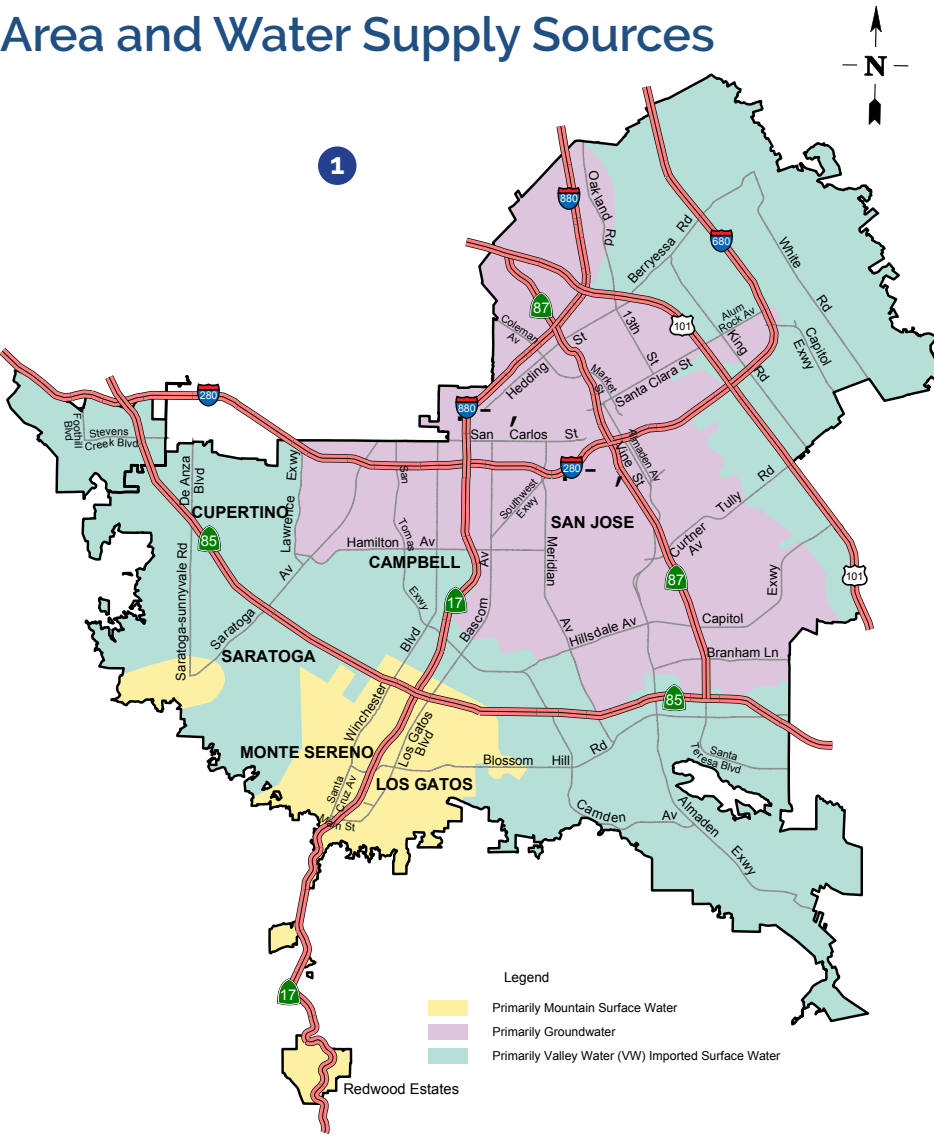 Area and Water Supply Sources
N
1
880
Oakland
Rd
680
Berryessa Rd
White
Rd
87
101
Coleman
Av
Hedding
St
13th
St
Alum
Rock Av
King
Rd
Capitol
Exwy
Market
St
Santa Clara St
280
880
Foothill
Blvd
Stevens
Creek Blvd
San Carlos St
280
Almaden Av
Vine St
De Anza
Blvd
Lawrence
Exwy
San
Tomas
Exwy
Southwest
Exwy
CUPERTINO
SAN JOSE
Tully Rd
85
Hamilton Av
CAMPBELL
Meridian
Av
Curtner
Av
87
101
17
Saratoga-sunnyvale Rd
Saratoga Av
Bascom
Av
Hillsdale Av
Capitol
Exwy
SARATOGA
Branham Ln
Winchester
Blvd
85
Los Gatos
Blvd
MONTE SERENO
Blossom Hill
Rd
Santa
Teresa Blvd
LOS GATOS
Santa
Cruz Av
Main St
Camden Av
Almaden
Exwy
17
Legend
Primarily Mountain Surface Water
Primarily Groundwater
Primarily Valley Water (VW) Imported Surface Water
Redwood Estates